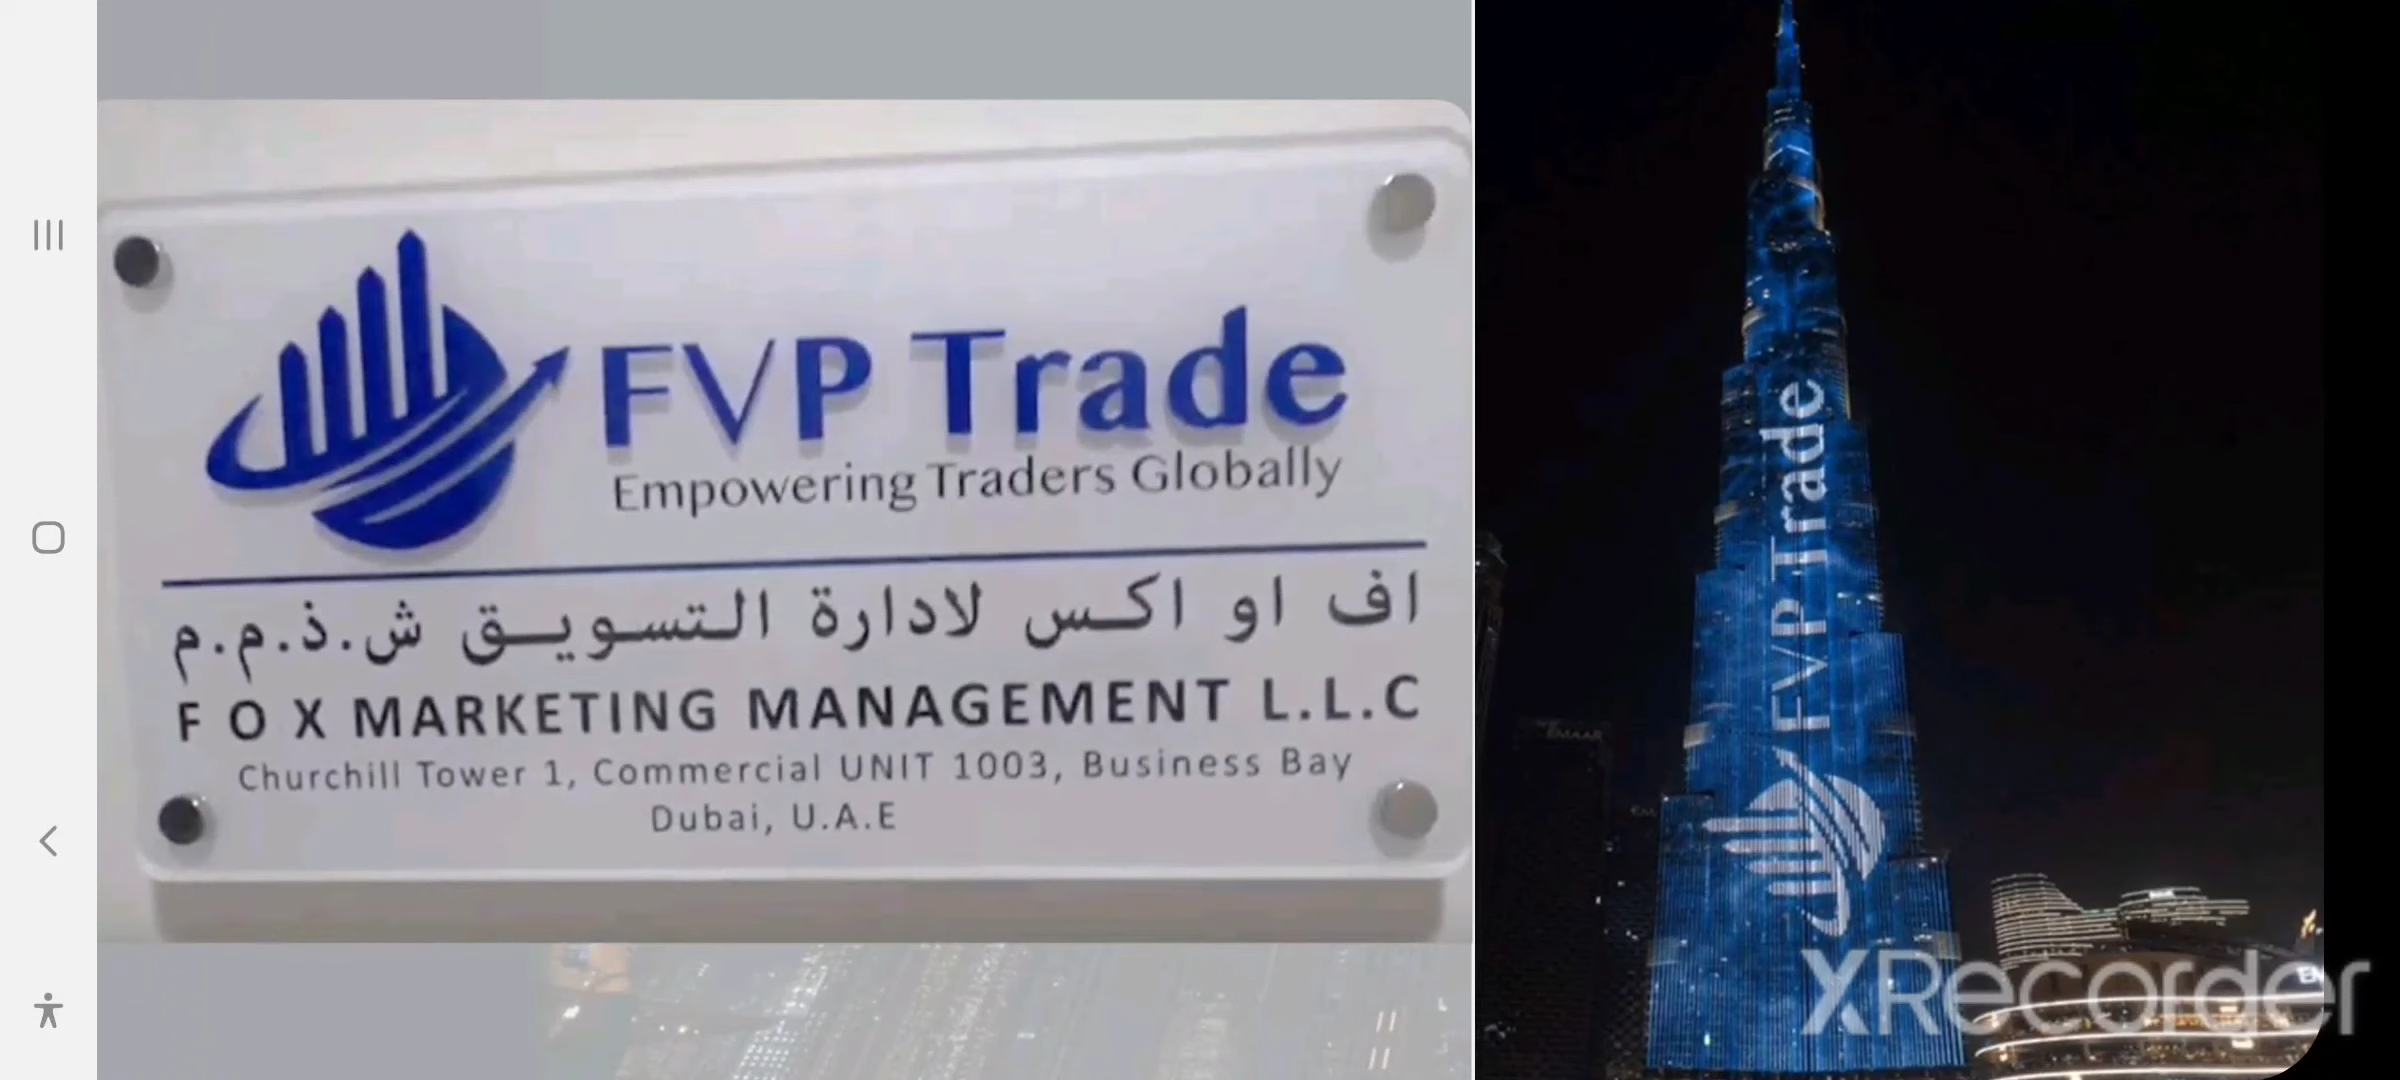 FVP Trade
Empowering Traders Globally
اف او اكس لادارة التسويق ش.ذ.م.م
F O X MARKETING MANAGEMENT L.L.C
Churchill Tower 1, Commercial UNIT 1003, Business Bay
Dubai, U.A.E
FVP Trade
XRecorder